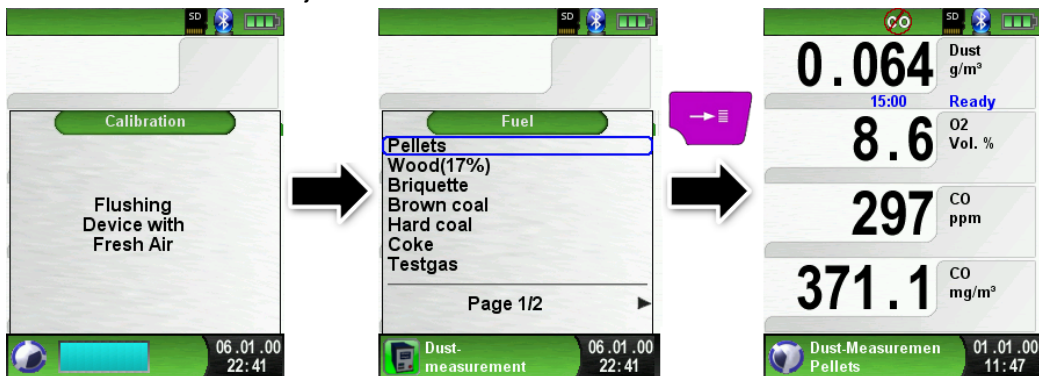 SD
Calibration
Flushing
Device with
Fresh Air
06.01.00
22:41
SD
Fuel
Pellets
Wood(17%)
Briquette
Brown coal
Hard coal
Coke
Testgas
Page 1/2
Dust-
measurement
06.01.00
22:41
CO
SD
0.064
Dust
g/m³
15:00 Ready
8.6
O2
Vol. %
297
CO
ppm
371.1
CO
mg/m³
Dust-Measuremen
Pellets
01.01.00
11:47